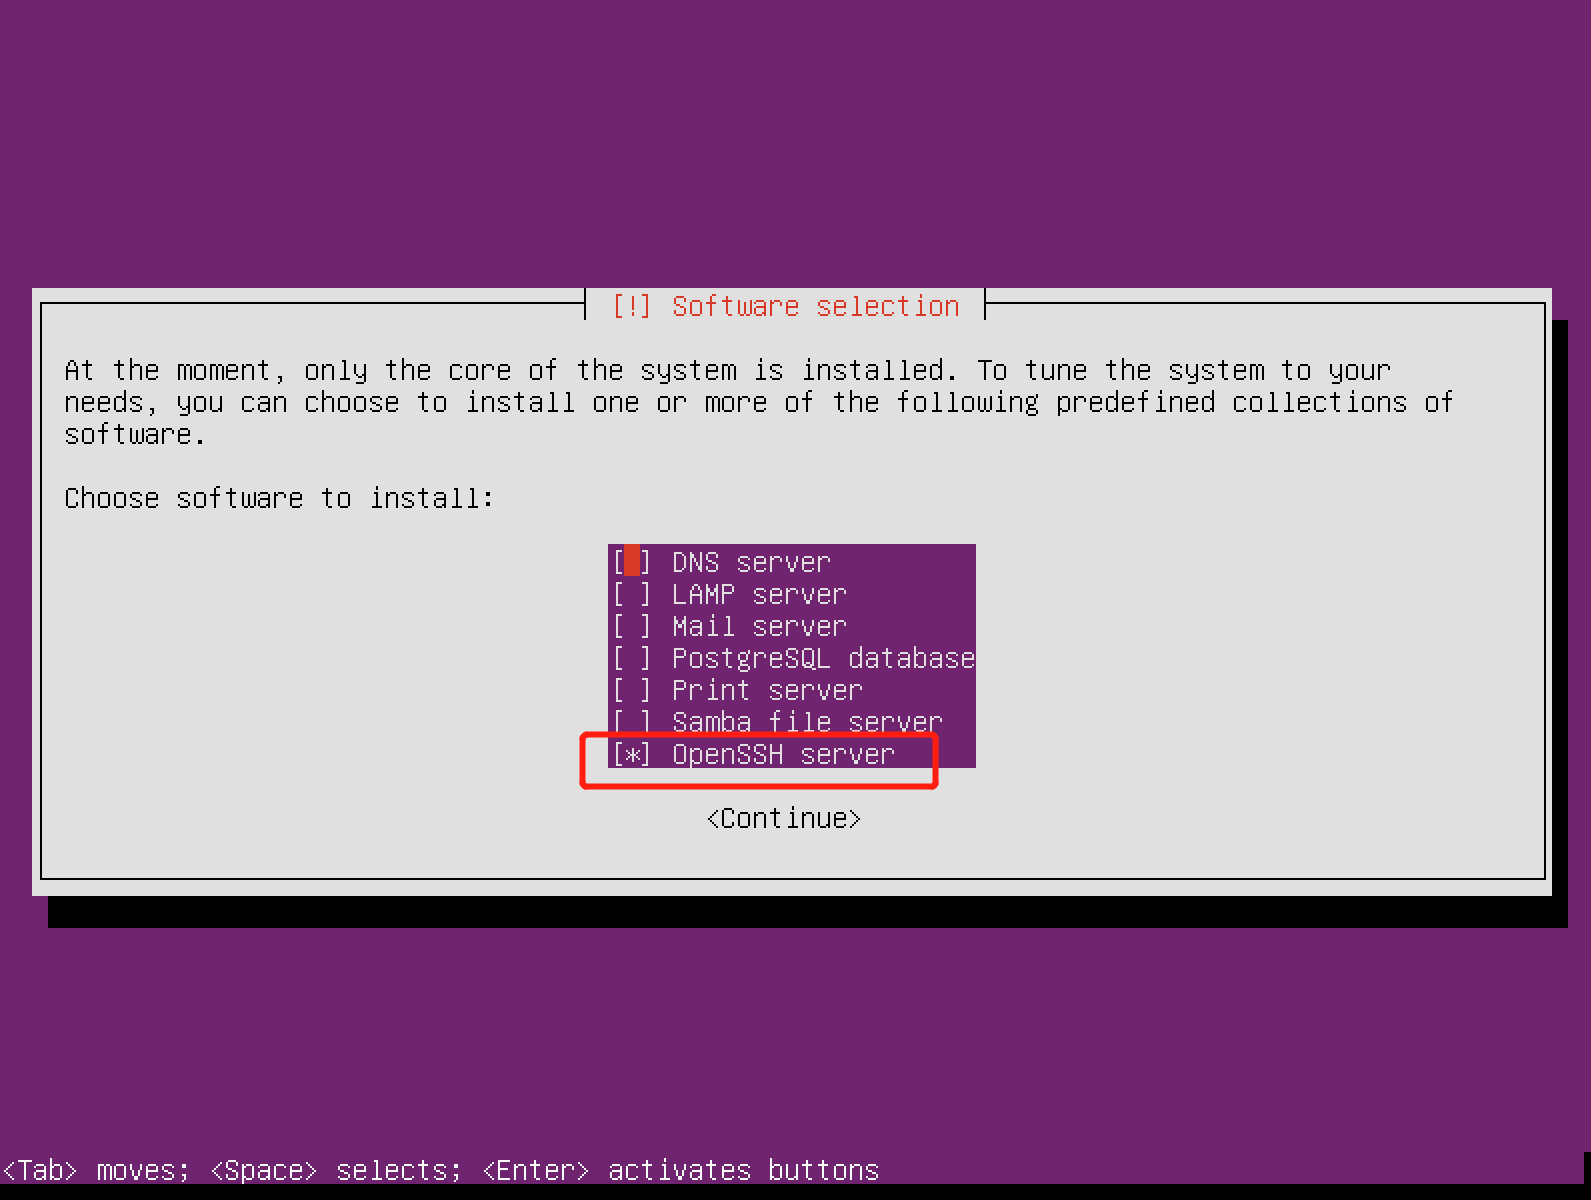 [!] Software selection
At the moment, only the core of the system is installed. To tune the system to your
needs, you can choose to install one or more of the following predefined collections of
software.
Choose software to install:
[ ] DNS server
[ ] LAMP server
[ ] Mail server
[ ] PostgreSQL database
[ ] Print server
[ ] Samba file server
[*] OpenSSH server
<Continue>
<Tab> moves; <Space> selects; <Enter> activates buttons